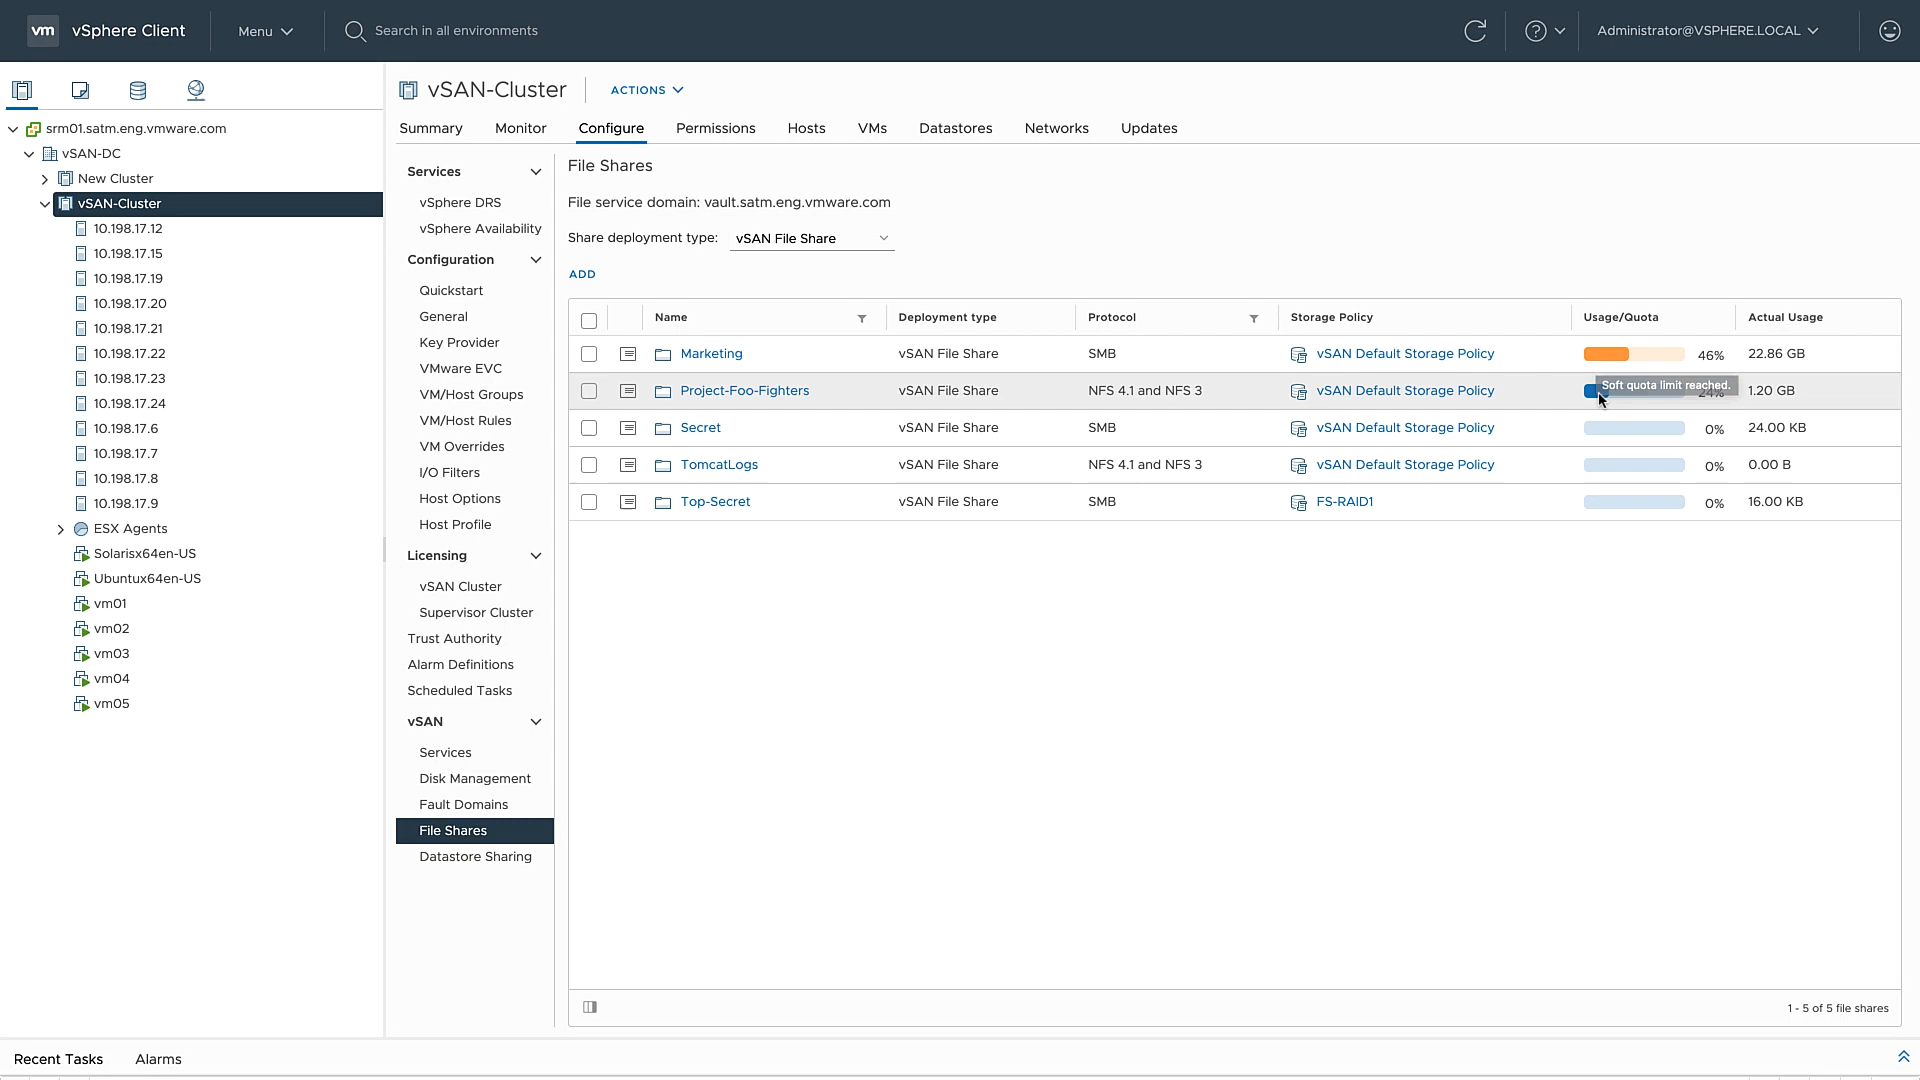 vm vSphere Client Menu Search in all environments Administrator@VSPHERE.LOCAL
srm01.satm.eng.vmware.com
vSAN-DC
New Cluster
vSAN-Cluster
10.198.17.12
10.198.17.15
10.198.17.19
10.198.17.20
10.198.17.21
10.198.17.22
10.198.17.23
10.198.17.24
10.198.17.6
10.198.17.7
10.198.17.8
10.198.17.9
ESX Agents
Solarisx64en-US
Ubuntux64en-US
vm01
vm02
vm03
vm04
vm05
vSAN-Cluster ACTIONS
Summary Monitor Configure Permissions Hosts VMs Datastores Networks Updates
Services
vSphere DRS
vSphere Availability
Configuration
Quickstart
General
Key Provider
VMware EVC
VM/Host Groups
VM/Host Rules
VM Overrides
I/O Filters
Host Options
Host Profile
Licensing
vSAN Cluster
Supervisor Cluster
Trust Authority
Alarm Definitions
Scheduled Tasks
vSAN
Services
Disk Management
Fault Domains
File Shares
Datastore Sharing
File Shares
File service domain: vault.satm.eng.vmware.com
Share deployment type: vSAN File Share
ADD
Name Deployment type Protocol Storage Policy Usage/Quota Actual Usage
Marketing vSAN File Share SMB vSAN Default Storage Policy 46% 22.86 GB
Soft quota limit reached.
Project-Foo-Fighters vSAN File Share NFS 4.1 and NFS 3 vSAN Default Storage Policy 24% 1.20 GB
Secret vSAN File Share SMB vSAN Default Storage Policy 0% 24.00 KB
TomcatLogs vSAN File Share NFS 4.1 and NFS 3 vSAN Default Storage Policy 0% 0.00 B
Top-Secret vSAN File Share SMB FS-RAID1 0% 16.00 KB
1 - 5 of 5 file shares
Recent Tasks Alarms